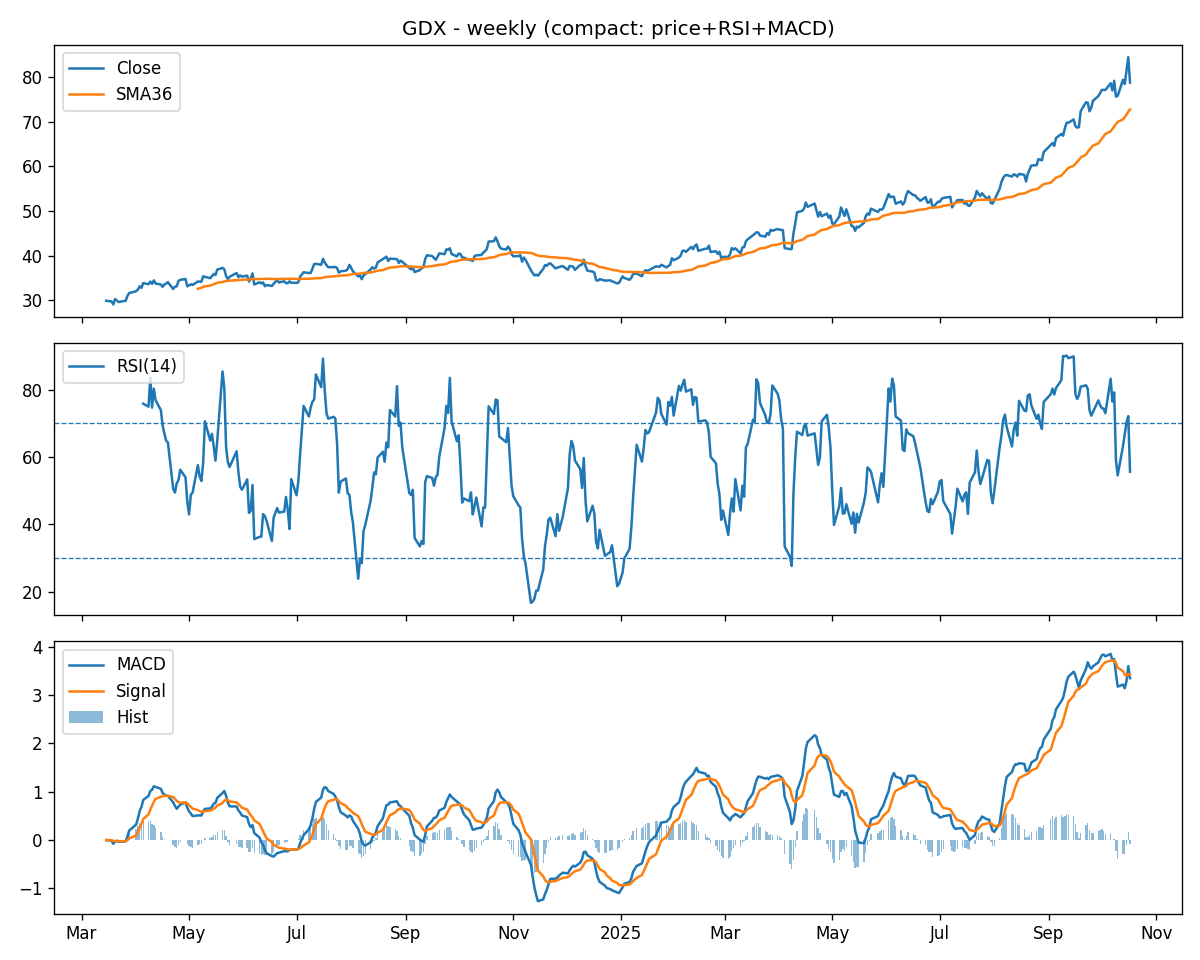 GDX - weekly (compact: price+RSI+MACD)
Close
SMA36
80
70
60
50
40
30
RSI(14)
80
60
40
20
MACD
Signal
Hist
4
3
2
1
0
−1
Mar May Jul Sep Nov 2025 Mar May Jul Sep Nov